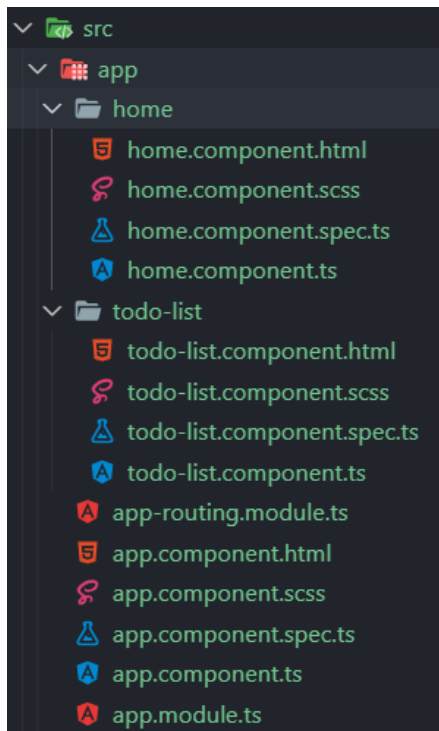 src
app
home
home.component.html
home.component.scss
home.component.spec.ts
home.component.ts
todo-list
todo-list.component.html
todo-list.component.scss
todo-list.component.spec.ts
todo-list.component.ts
app-routing.module.ts
app.component.html
app.component.scss
app.component.spec.ts
app.component.ts
app.module.ts